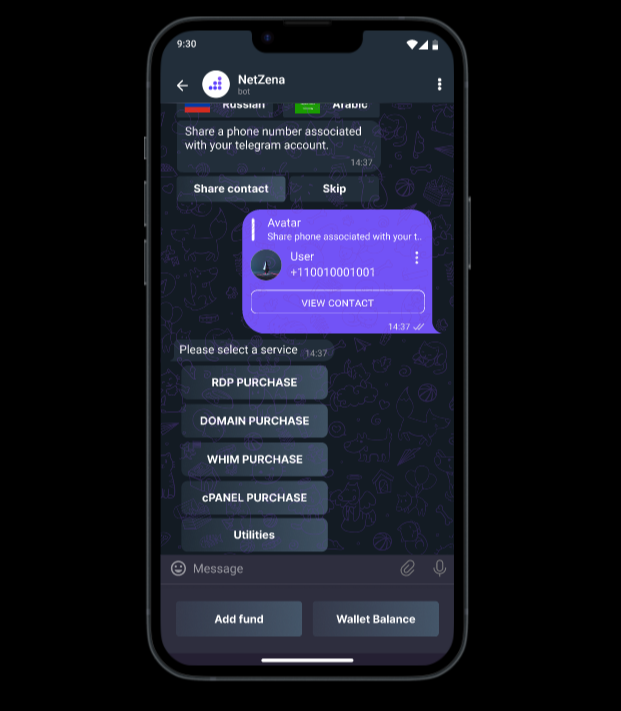 9:30
NetZena
bot
Russian
Arabic
Share a phone number associated
with your telegram account.
14:37
Share contact
Skip
Avatar
Share phone associated with your t..
User
+110010001001
VIEW CONTACT
14:37
Please select a service
14:37
RDP PURCHASE
DOMAIN PURCHASE
WHIM PURCHASE
cPANEL PURCHASE
Utilities
Message
Add fund
Wallet Balance